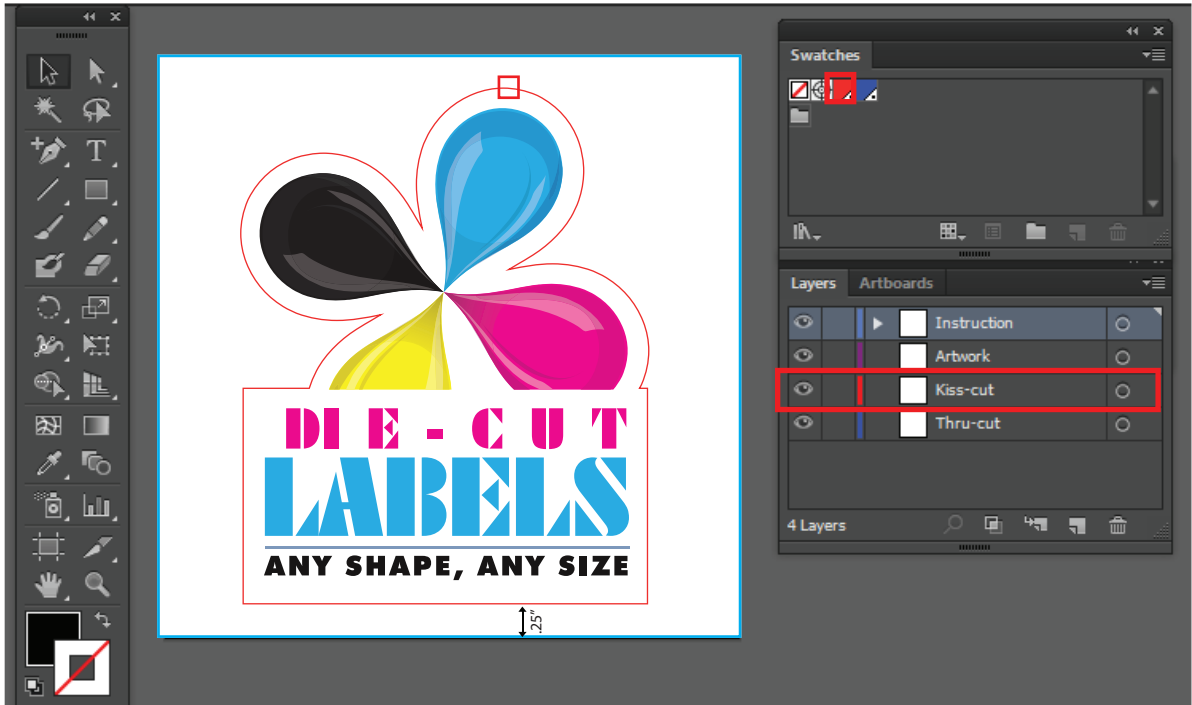 Swatches
Layers Artboards
Instruction
Artwork
Kiss-cut
Thru-cut
4 Layers
DIE-CUT
LABELS
ANY SHAPE, ANY SIZE
.25"